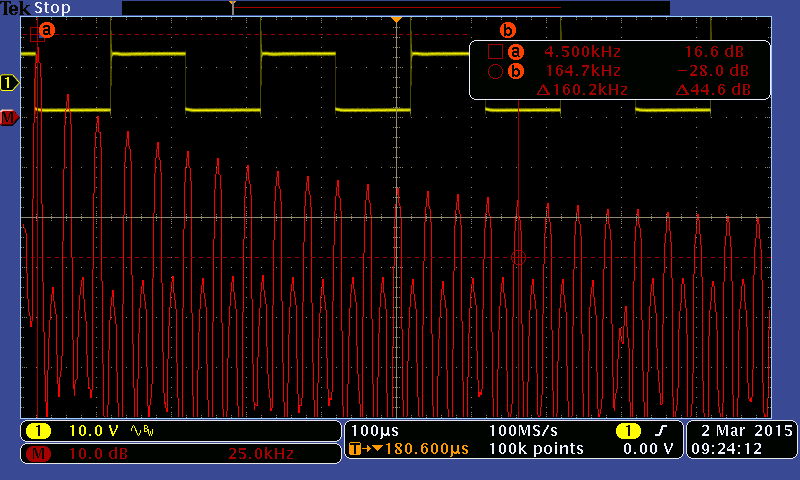 Tek Stop
a
b
a 4.500kHz 16.6 dB
b 164.7kHz −28.0 dB
Δ160.2kHz Δ44.6 dB
1
M
1 10.0 V BW 100µs 100MS/s 1 2 Mar 2015
M 10.0 dB 25.0kHz T→▼180.600µs 100k points 0.00 V 09:24:12